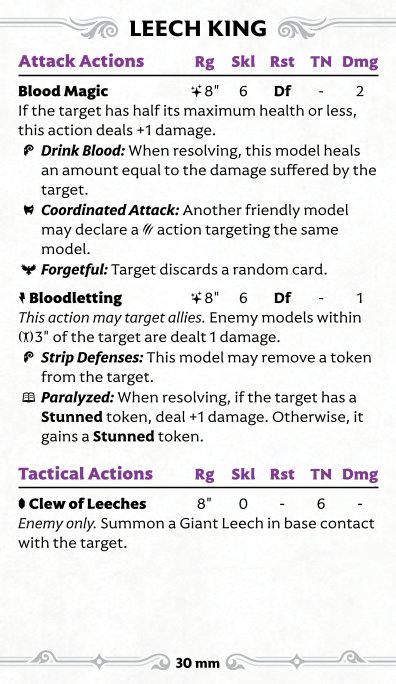 LEECH KING
Attack Actions Rg Skl Rst TN Dmg
Blood Magic 8" 6 Df - 2
If the target has half its maximum health or less,
this action deals +1 damage.
Drink Blood: When resolving, this model heals
an amount equal to the damage suffered by the
target.
Coordinated Attack: Another friendly model
may declare a action targeting the same
model.
Forgetful: Target discards a random card.
Bloodletting 8" 6 Df - 1
This action may target allies. Enemy models within
3" of the target are dealt 1 damage.
Strip Defenses: This model may remove a token
from the target.
Paralyzed: When resolving, if the target has a
Stunned token, deal +1 damage. Otherwise, it
gains a Stunned token.
Tactical Actions Rg Skl Rst TN Dmg
Clew of Leeches 8" 0 - 6 -
Enemy only. Summon a Giant Leech in base contact
with the target.
30 mm